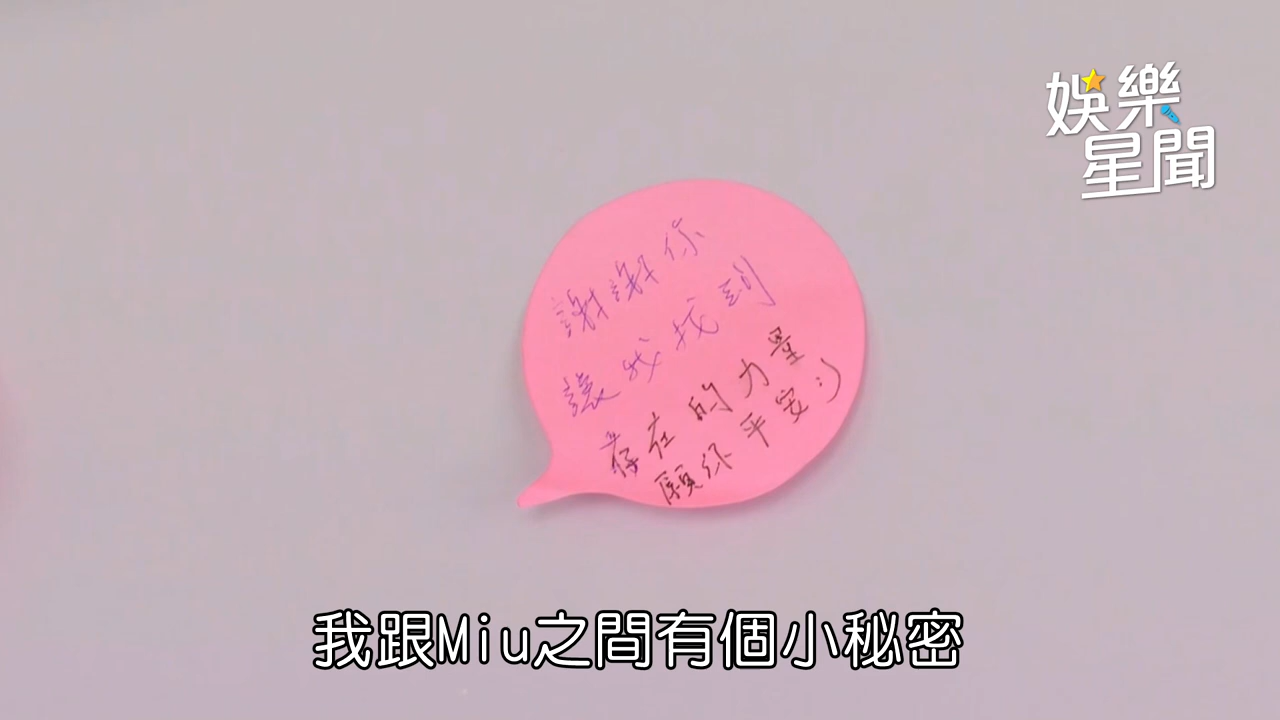 娛樂
星聞
謝謝你
讓我找到
存在的力量
願你平安:)
我跟Miu之間有個小秘密